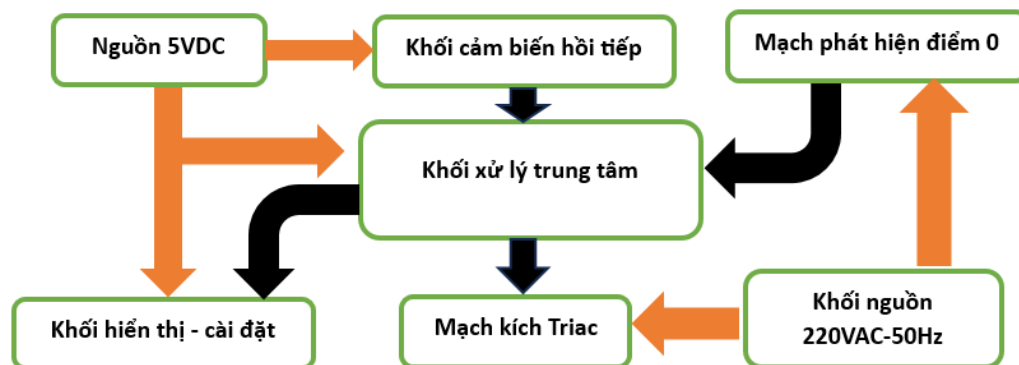 Nguồn 5VDC
Khối cảm biến hồi tiếp
Mạch phát hiện điểm 0
Khối xử lý trung tâm
Khối hiển thị - cài đặt
Mạch kích Triac
Khối nguồn
220VAC-50Hz